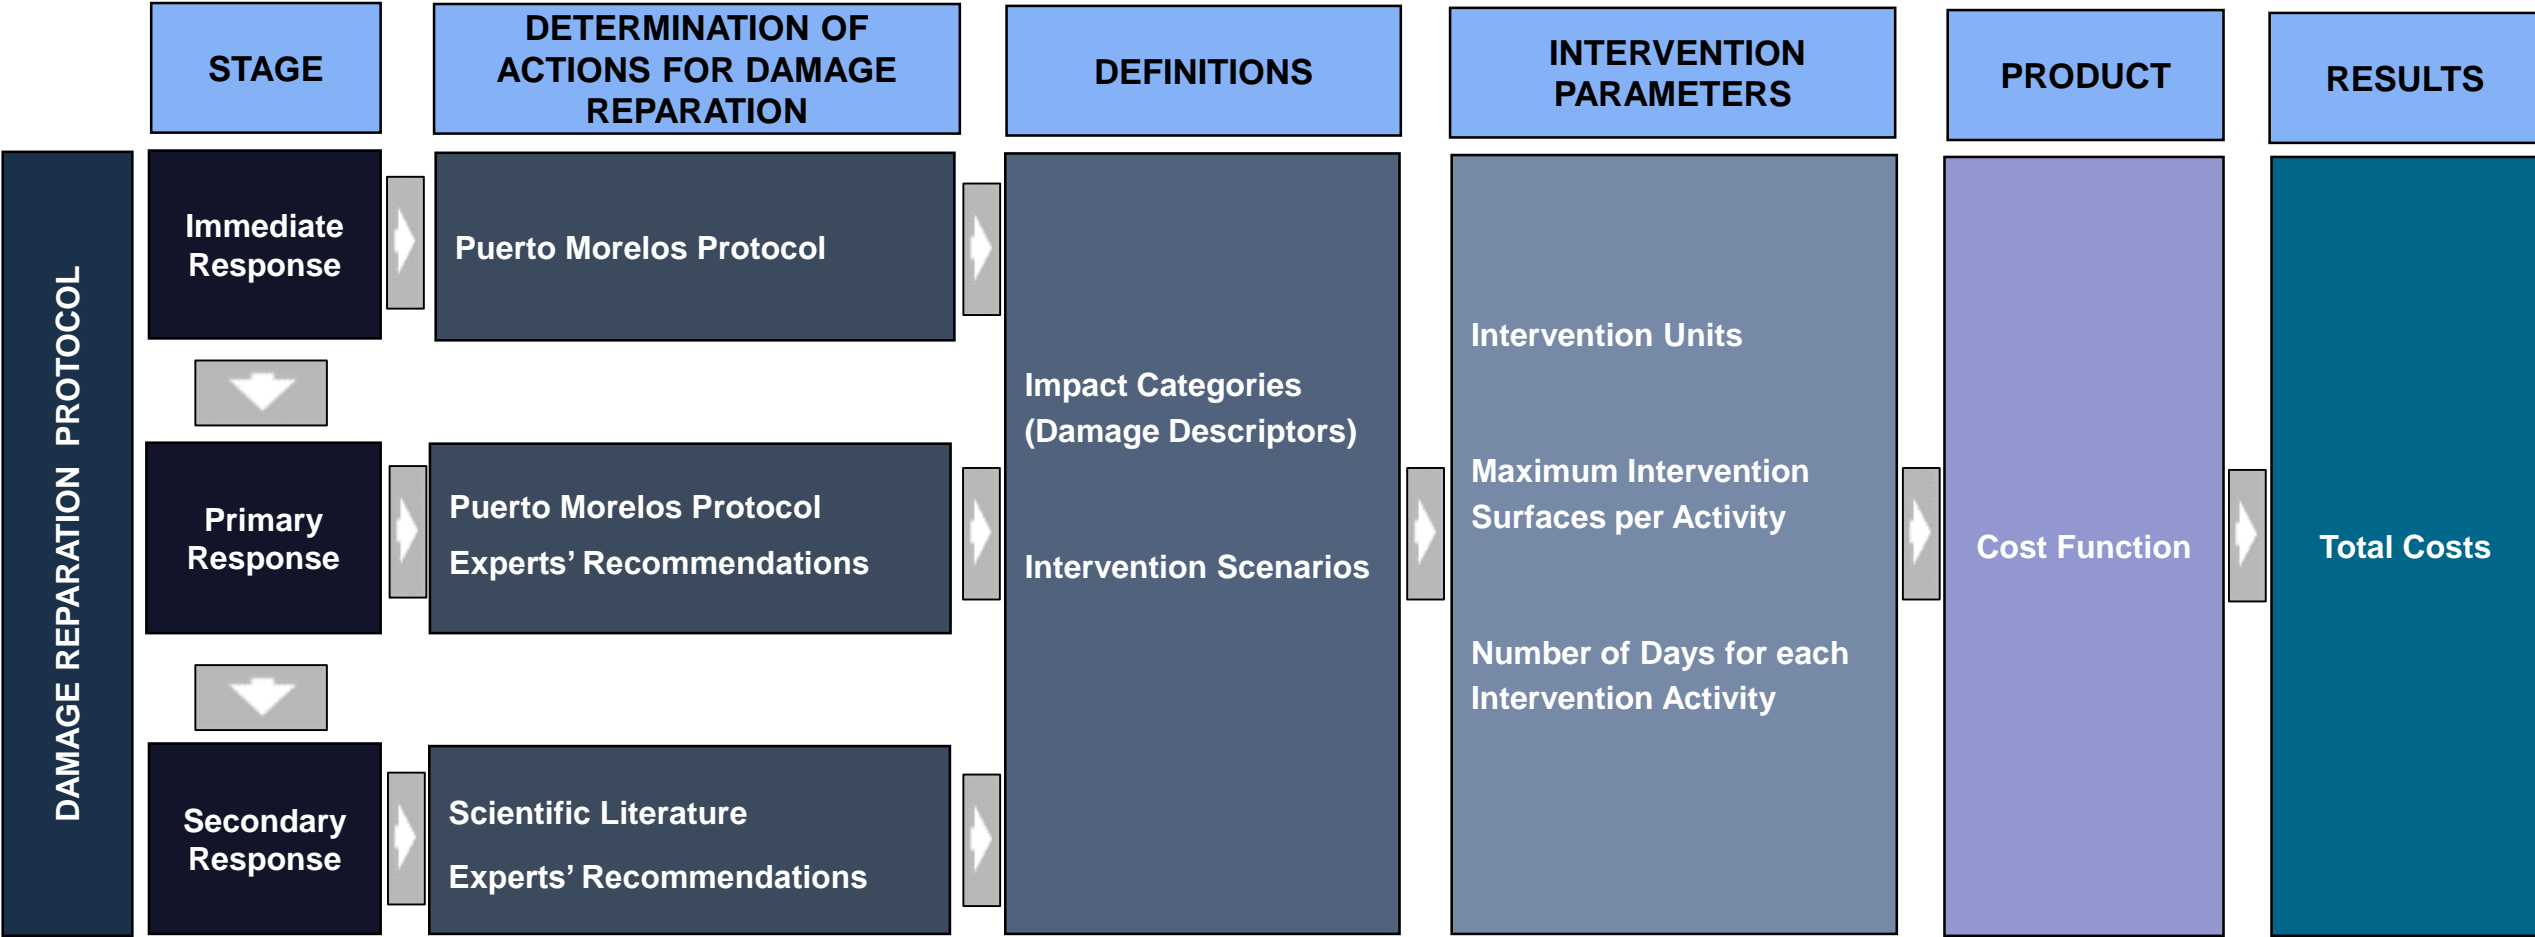 STAGE
DETERMINATION OF
ACTIONS FOR DAMAGE
REPARATION
DEFINITIONS
INTERVENTION
PARAMETERS
PRODUCT
RESULTS
DAMAGE REPARATION PROTOCOL
Immediate
Response
Puerto Morelos Protocol
Primary
Response
Puerto Morelos Protocol
Experts’ Recommendations
Secondary
Response
Scientific Literature
Experts’ Recommendations
Impact Categories
(Damage Descriptors)
Intervention Scenarios
Intervention Units
Maximum Intervention
Surfaces per Activity
Number of Days for each
Intervention Activity
Cost Function
Total Costs